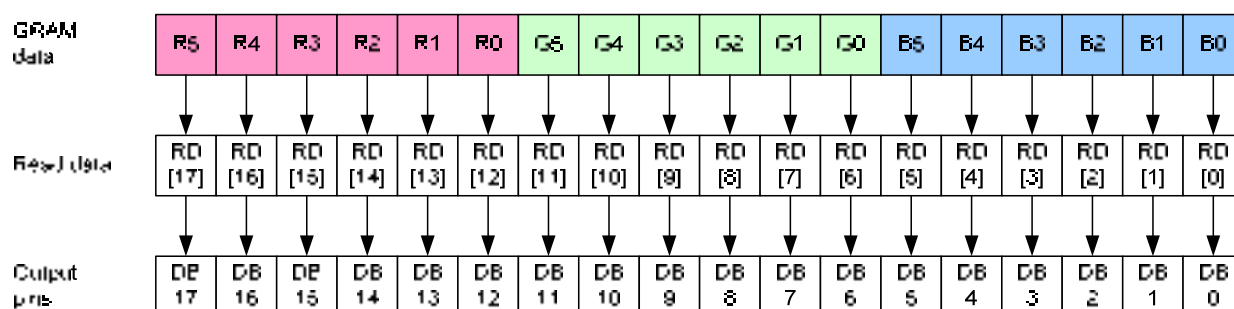 GRAM data R5 R4 R3 R2 R1 R0 G5 G4 G3 G2 G1 G0 B5 B4 B3 B2 B1 B0
Read data RD [17] RD [16] RD [15] RD [14] RD [13] RD [12] RD [11] RD [10] RD [9] RD [8] RD [7] RD [6] RD [5] RD [4] RD [3] RD [2] RD [1] RD [0]
Output pins DB 17 DB 16 DB 15 DB 14 DB 13 DB 12 DB 11 DB 10 DB 9 DB 8 DB 7 DB 6 DB 5 DB 4 DB 3 DB 2 DB 1 DB 0